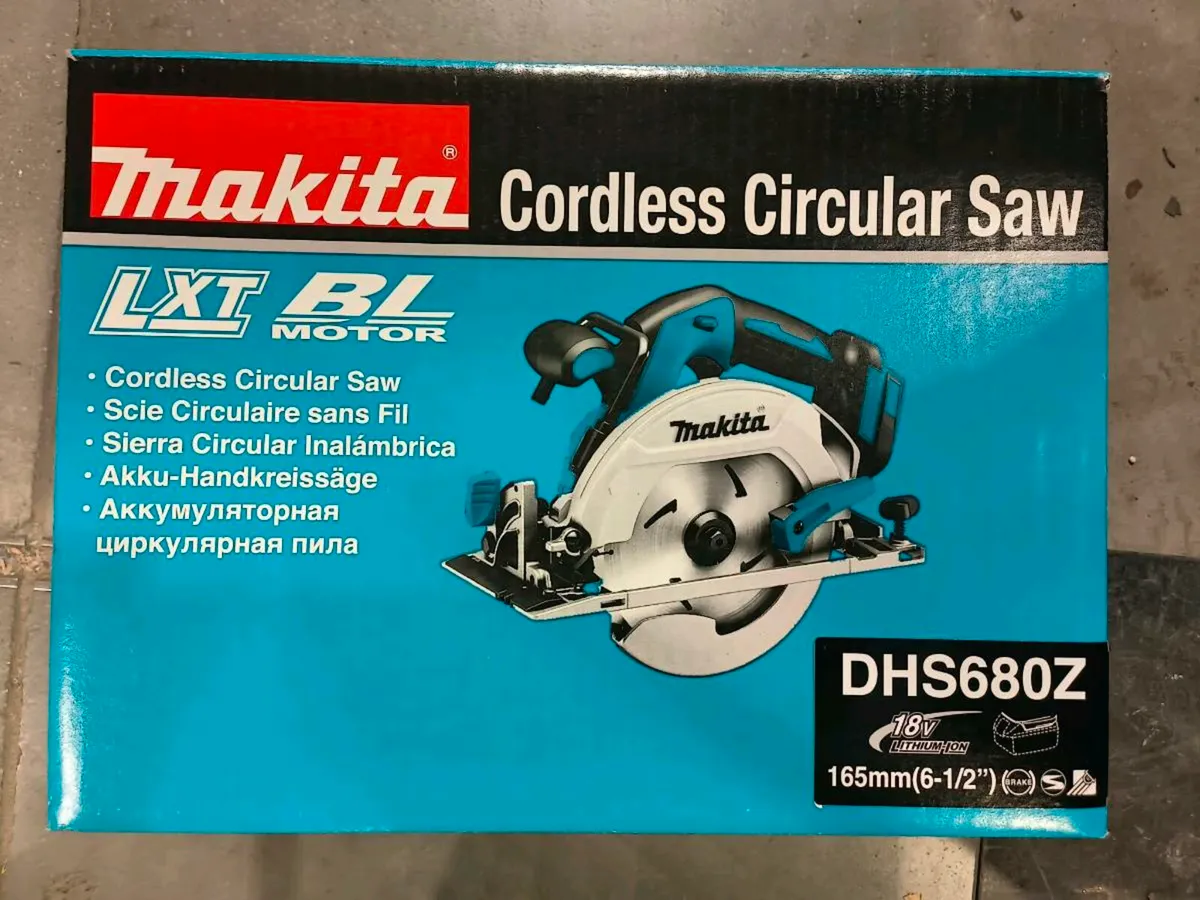 makita®
Cordless Circular Saw
LXT BL
MOTOR
• Cordless Circular Saw
• Scie Circulaire sans Fil
• Sierra Circular Inalámbrica
• Akku-Handkreissäge
• Аккумуляторная
циркулярная пила
makita
DHS680Z
18V
LITHIUM-ION
165mm(6-1/2”) BRAKE S